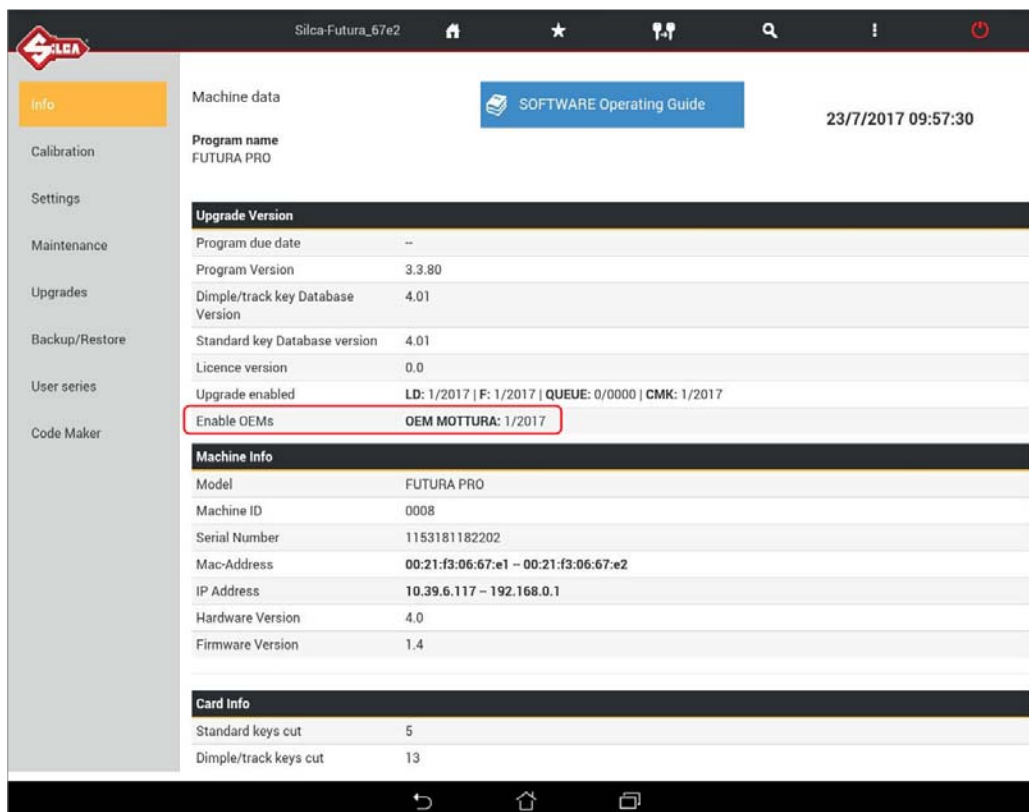 Silca-Futura_67e2
SILCA
Info
Calibration
Settings
Maintenance
Upgrades
Backup/Restore
User series
Code Maker
Machine data
SOFTWARE Operating Guide
23/7/2017 09:57:30
Program name
FUTURA PRO
Upgrade Version
Program due date --
Program Version 3.3.80
Dimple/track key Database Version 4.01
Standard key Database version 4.01
Licence version 0.0
Upgrade enabled LD: 1/2017 | F: 1/2017 | QUEUE: 0/0000 | CMK: 1/2017
Enable OEMs OEM MOTTURA: 1/2017
Machine Info
Model FUTURA PRO
Machine ID 0008
Serial Number 1153181182202
Mac-Address 00:21:f3:06:67:e1 -- 00:21:f3:06:67:e2
IP Address 10.39.6.117 -- 192.168.0.1
Hardware Version 4.0
Firmware Version 1.4
Card Info
Standard keys cut 5
Dimple/track keys cut 13